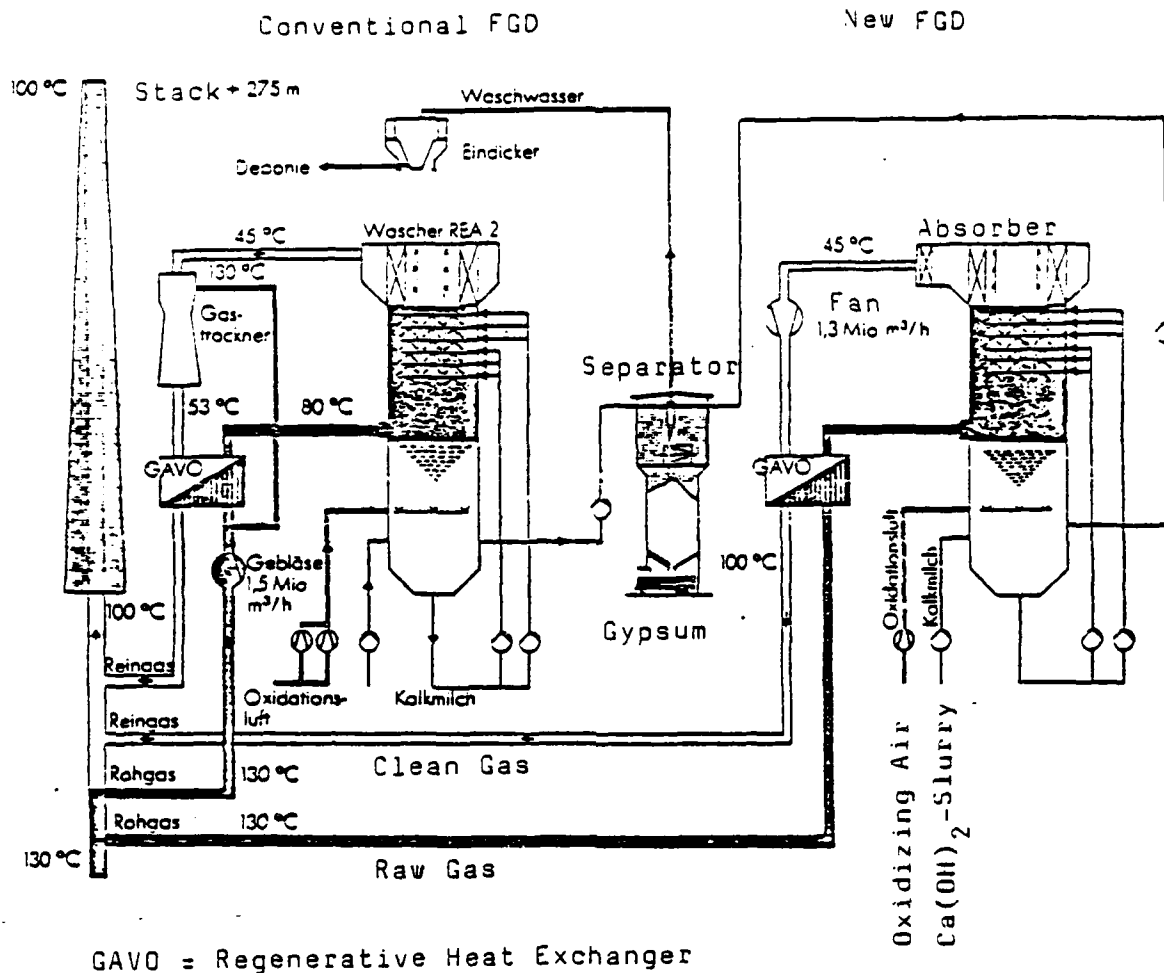 Conventional FGD
New FGD
100 °C
Stack + 275 m
Waschwasser
Eindicker
Deponie
45 °C
Wascher REA 2
130 °C
Gas-
trockner
45 °C
Absorber
Fan
1,3 Mio m³/h
Separator
53 °C
80 °C
GAVO
GAVO
Gebläse
1,5 Mio
m³/h
100 °C
100 °C
Gypsum
Oxidationsluft
Kalkmilch
Reingas
Oxidations-
luft
Kalkmilch
Reingas
Clean Gas
Rohgas
130 °C
Rohgas
130 °C
130 °C
Raw Gas
Oxidizing Air
Ca(OH)₂-Slurry
GAVO = Regenerative Heat Exchanger